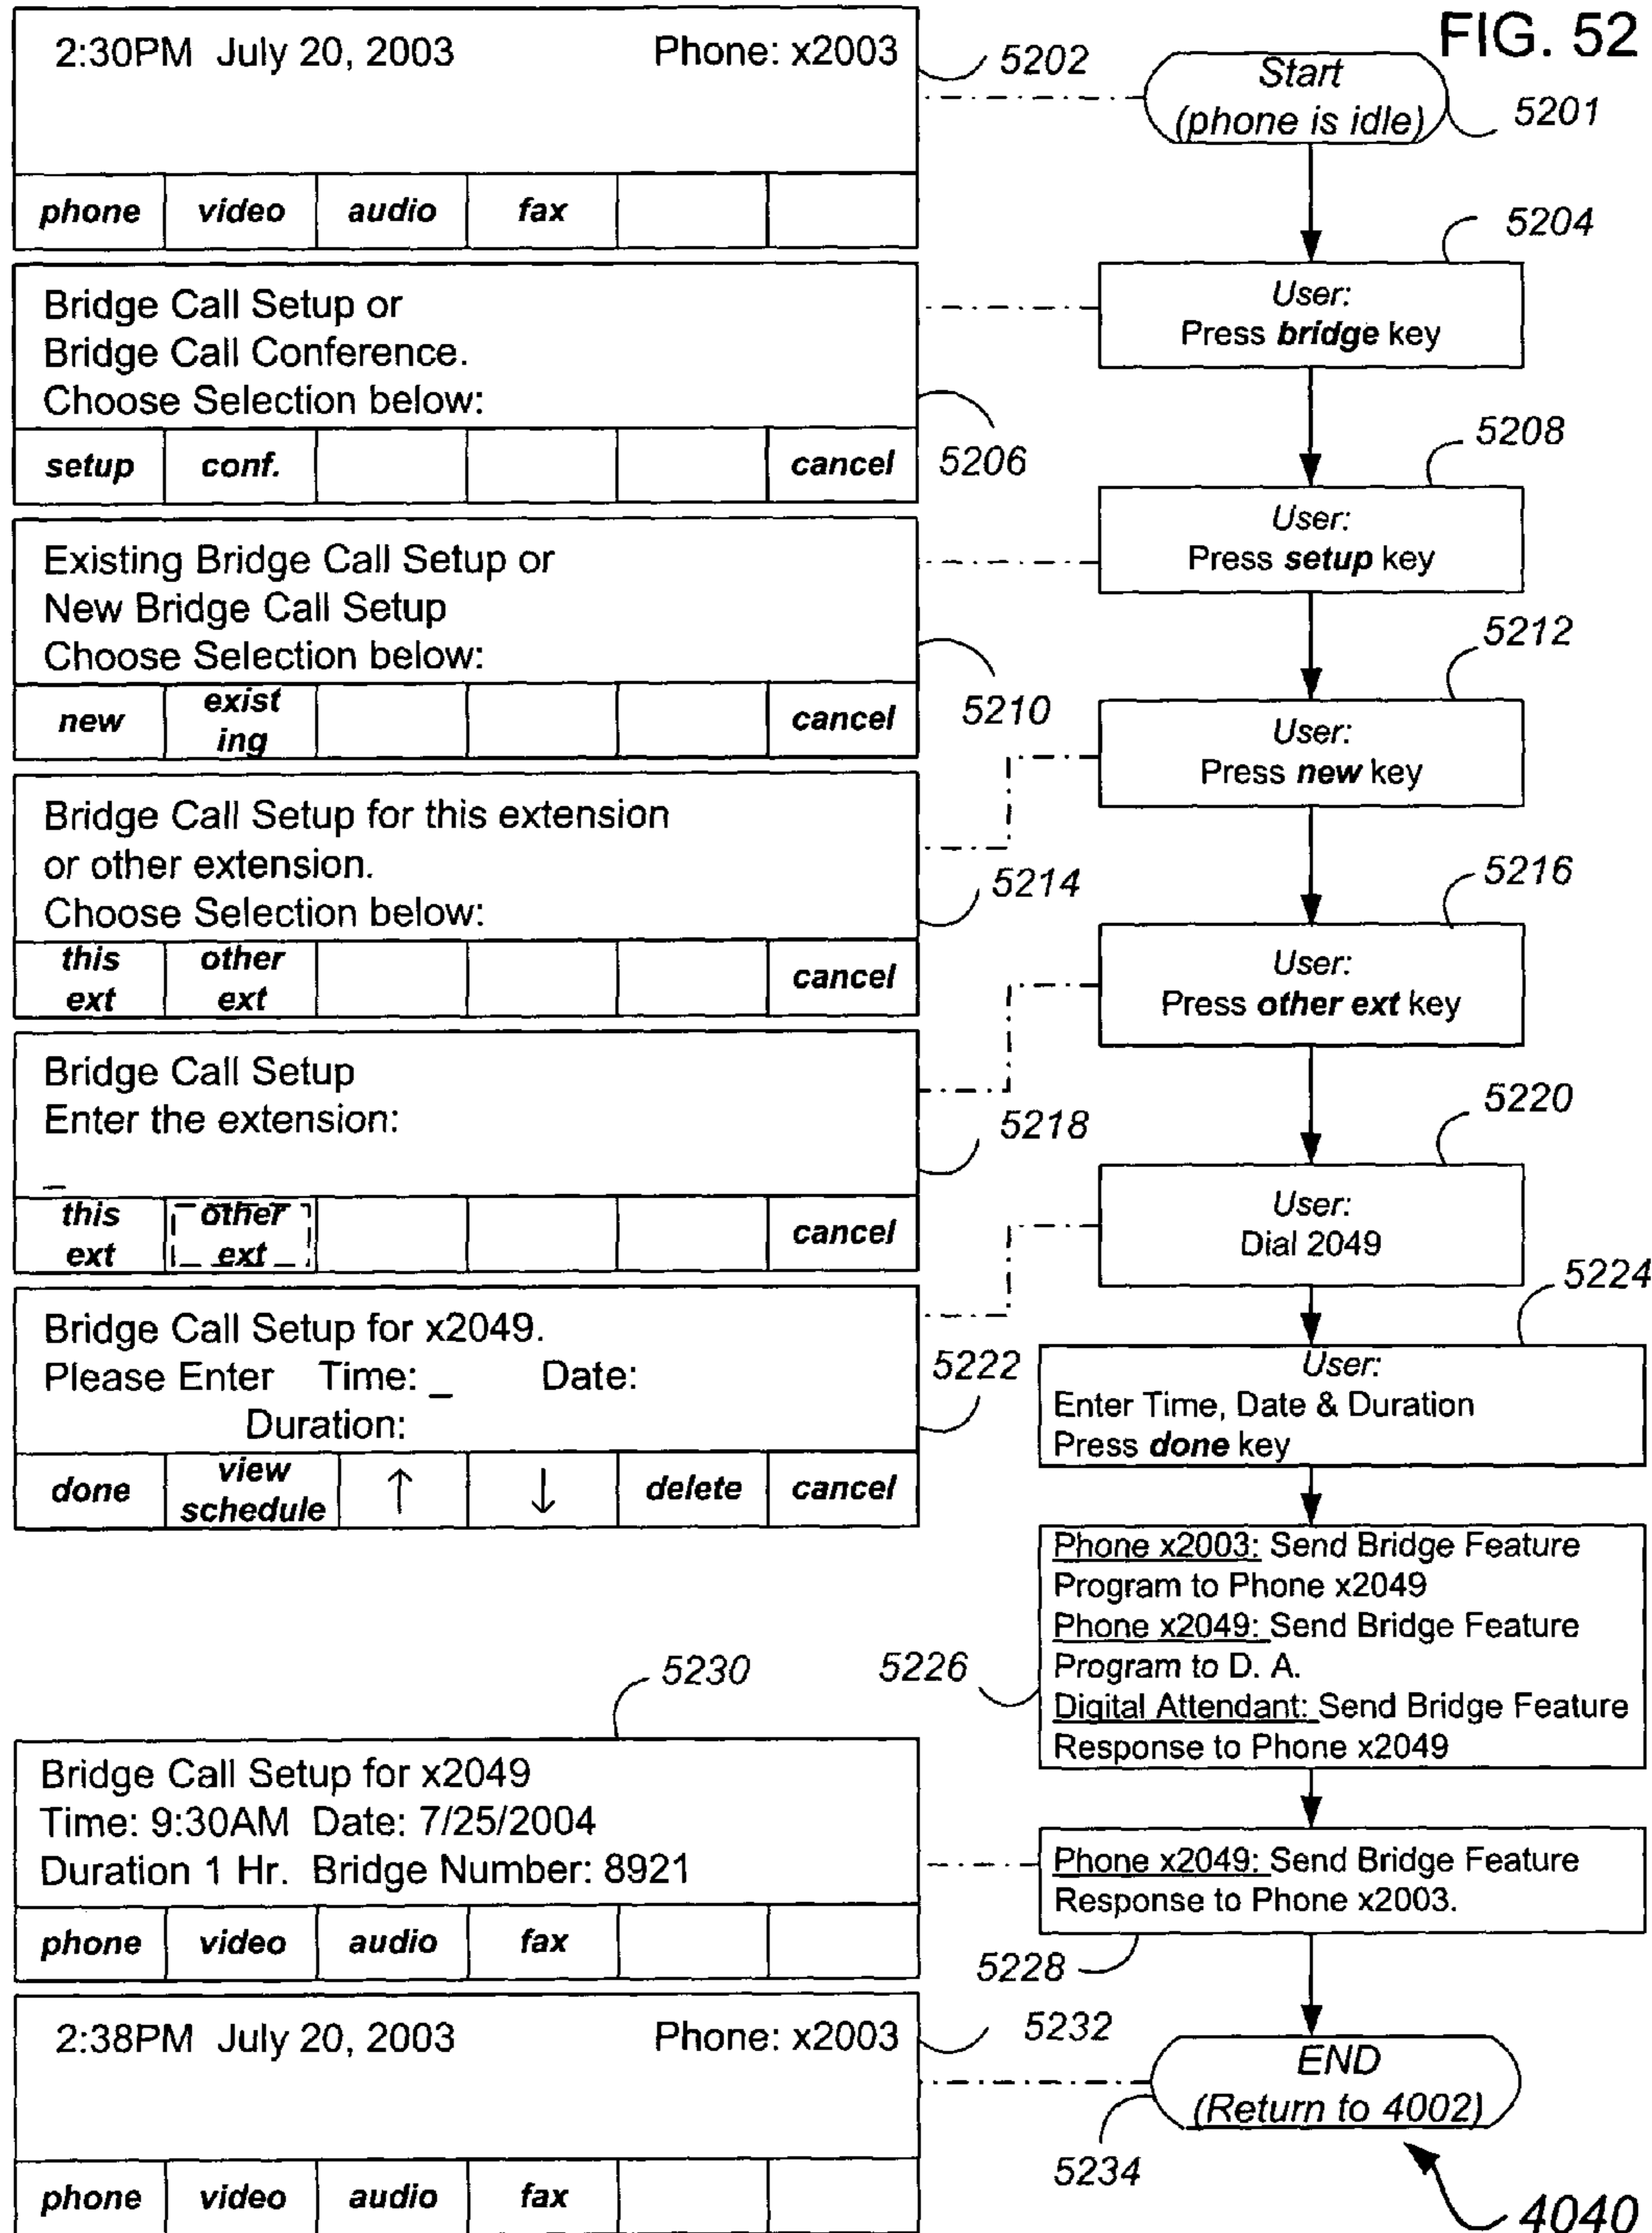 FIG. 52
2:30PM July 20, 2003 Phone: x2003
phone video audio fax
5202
Start
(phone is idle)
5201
Bridge Call Setup or
Bridge Call Conference.
Choose Selection below:
setup conf. cancel
5206
User:
Press bridge key
5204
Existing Bridge Call Setup or
New Bridge Call Setup
Choose Selection below:
new exist
ing cancel
5210
User:
Press setup key
5208
Bridge Call Setup for this extension
or other extension.
Choose Selection below:
this
ext other
ext cancel
5214
User:
Press new key
5212
Bridge Call Setup
Enter the extension:
_
this
ext other
ext cancel
5218
User:
Press other ext key
5216
Bridge Call Setup for x2049.
Please Enter Time: _ Date:
Duration:
done view
schedule ↑ ↓ delete cancel
5222
User:
Dial 2049
5220
User:
Enter Time, Date & Duration
Press done key
5224
Phone x2003: Send Bridge Feature
Program to Phone x2049
Phone x2049: Send Bridge Feature
Program to D. A.
Digital Attendant: Send Bridge Feature
Response to Phone x2049
5226
Bridge Call Setup for x2049
Time: 9:30AM Date: 7/25/2004
Duration 1 Hr. Bridge Number: 8921
phone video audio fax
5230
Phone x2049: Send Bridge Feature
Response to Phone x2003.
5228
2:38PM July 20, 2003 Phone: x2003
phone video audio fax
5232
END
(Return to 4002)
5234
4040